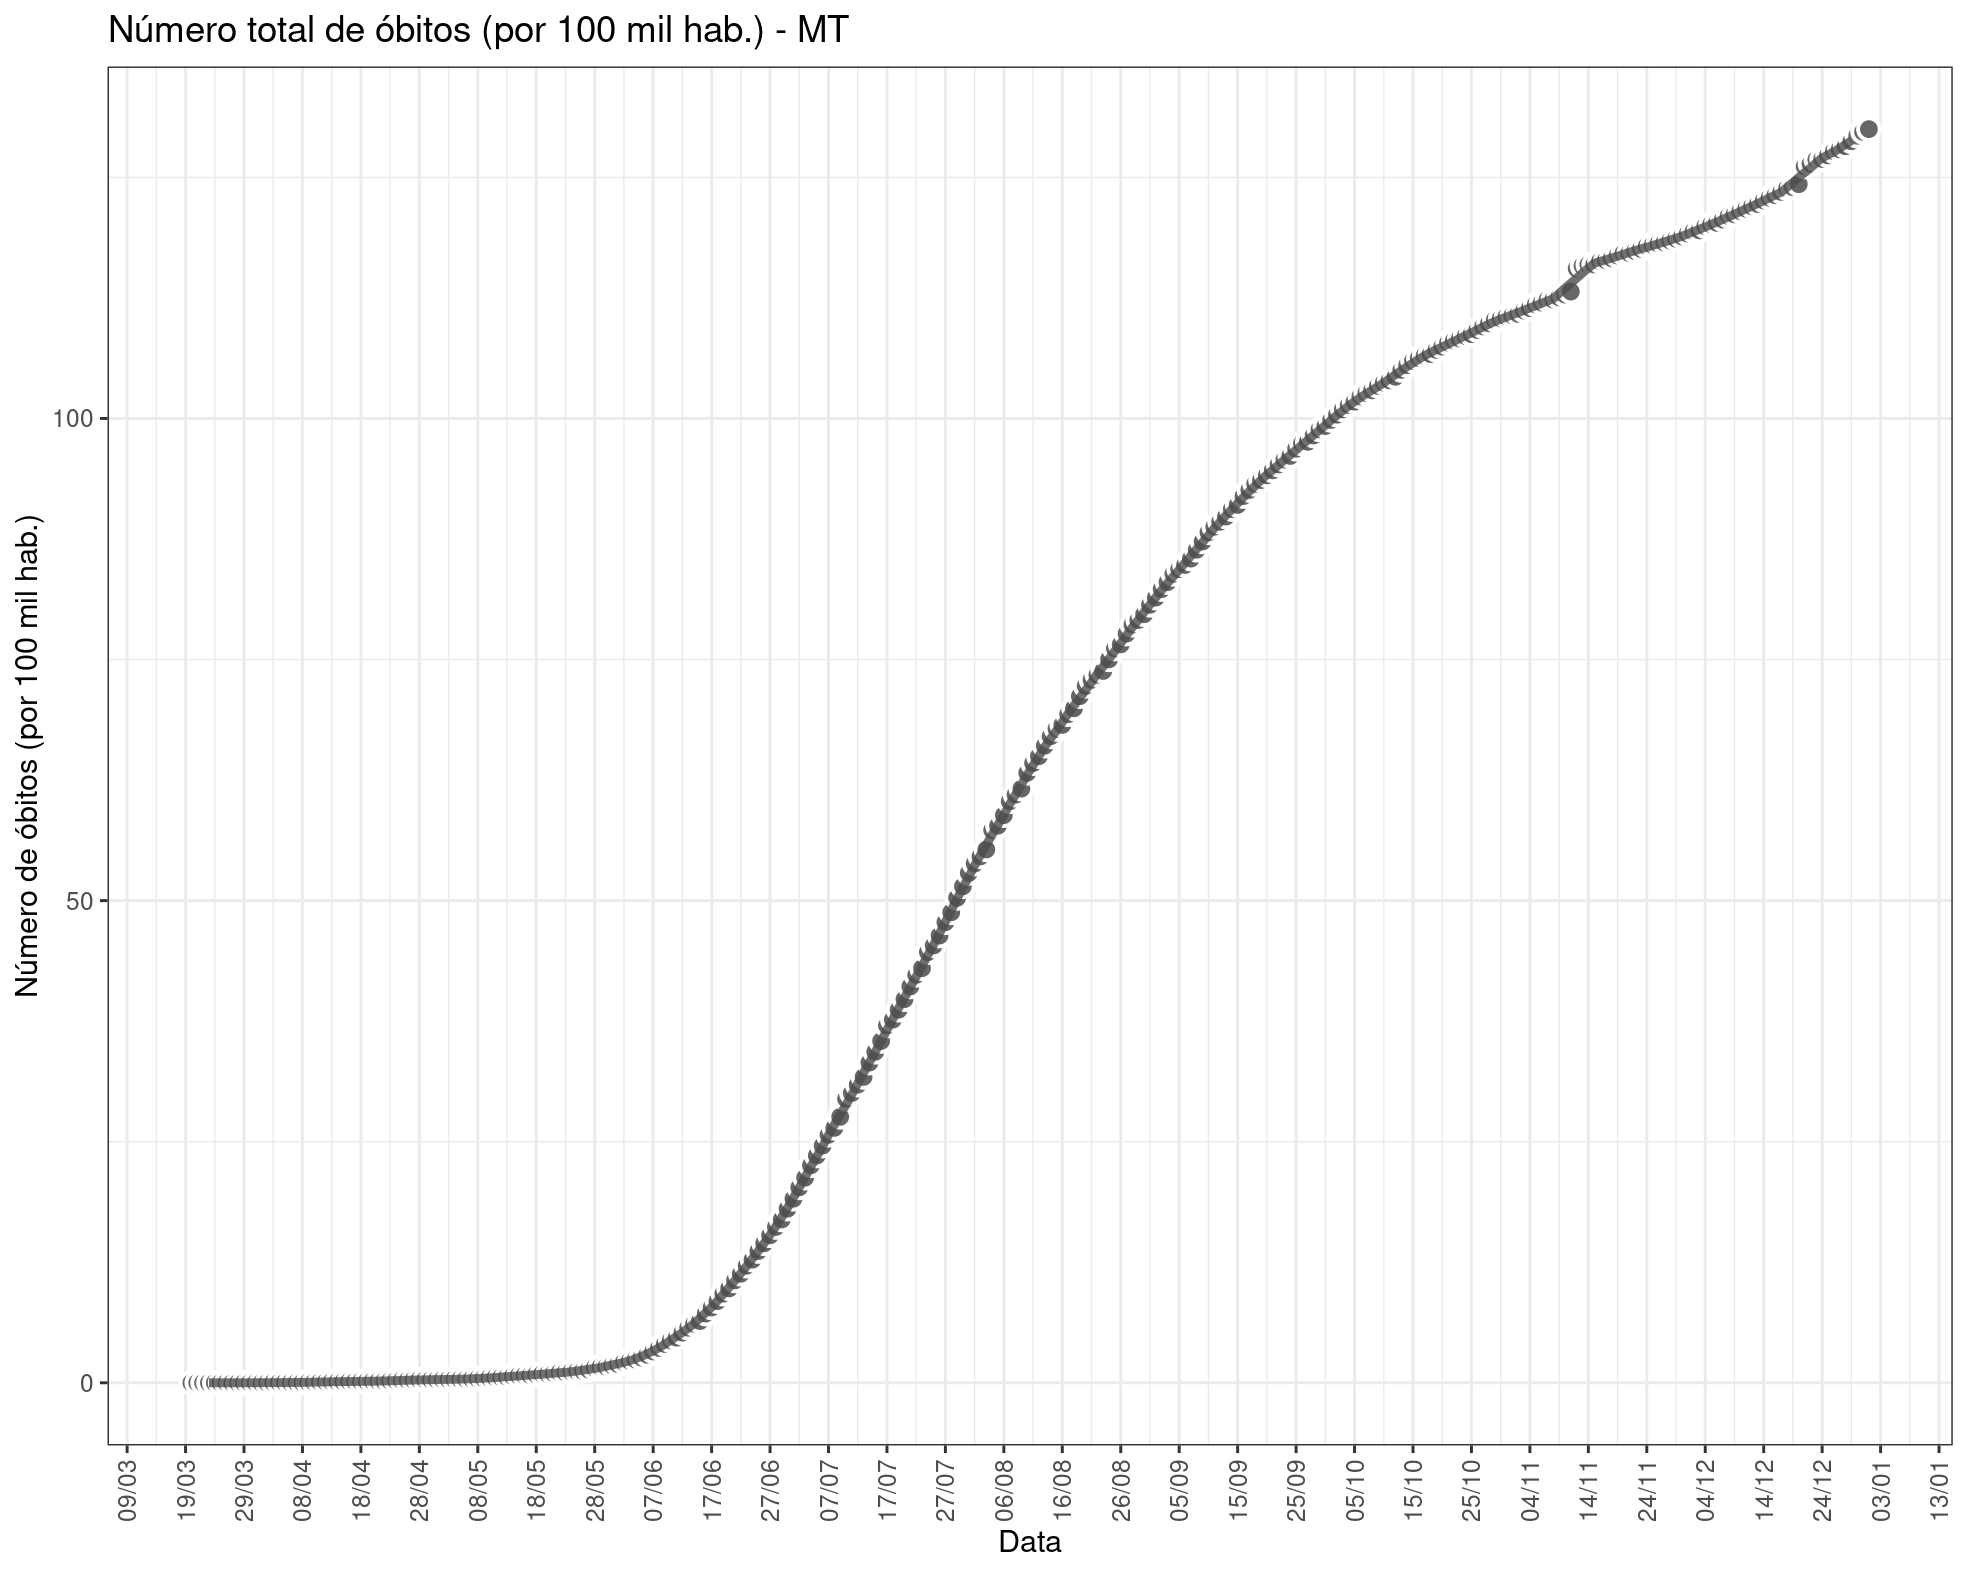 Número total de óbitos (por 100 mil hab.) - MT
Número de óbitos (por 100 mil hab.)
100
50
0
09/03 19/03 29/03 08/04 18/04 28/04 08/05 18/05 28/05 07/06 17/06 27/06 07/07 17/07 27/07 06/08 16/08 26/08 05/09 15/09 25/09 05/10 15/10 25/10 04/11 14/11 24/11 04/12 14/12 24/12 03/01 13/01
Data